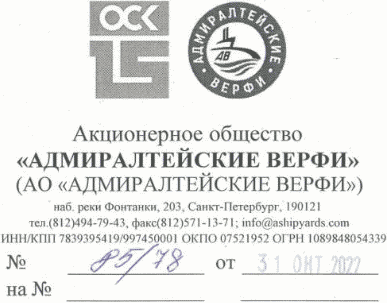 ОСК
АДМИРАЛТЕЙСКИЕ
АВ
ВЕРФИ
Акционерное общество
«АДМИРАЛТЕЙСКИЕ ВЕРФИ»
(АО «АДМИРАЛТЕЙСКИЕ ВЕРФИ»)
наб. реки Фонтанки, 203, Санкт-Петербург, 190121
тел.(812)494-79-43, факс(812)571-13-71; info@ashipyards.com
ИНН/КПП 7839395419/997450001 ОКПО 07521952 ОГРН 1089848054339
№ 85/78 от 31 ОКТ 2022
на №